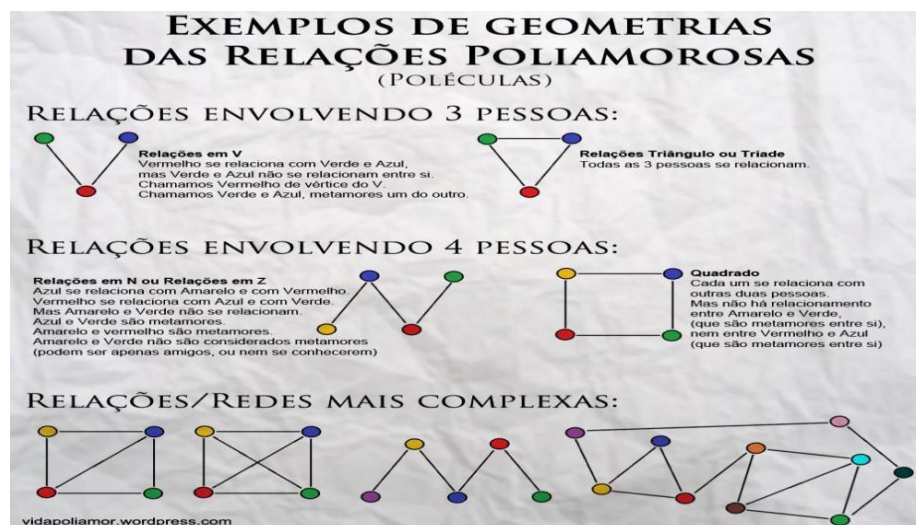 Exemplos de geometrias
das Relações Poliamorosas
(Poléculas)
Relações envolvendo 3 pessoas:
Relações em V
Vermelho se relaciona com Verde e Azul,
mas Verde e Azul não se relacionam entre si.
Chamamos Vermelho de vértice do V.
Chamamos Verde e Azul, metamores um do outro.
Relações Triângulo ou Tríade
Todas as 3 pessoas se relacionam.
Relações envolvendo 4 pessoas:
Relações em N ou Relações em Z
Azul se relaciona com Amarelo e com Vermelho.
Vermelho se relaciona com Azul e com Verde.
Mas Amarelo e Verde não se relacionam.
Azul e Verde são metamores.
Amarelo e vermelho são metamores.
Amarelo e Verde não são considerados metamores
(podem ser apenas amigos, ou nem se conhecerem)
Quadrado
Cada um se relaciona com
outras duas pessoas.
Mas não há relacionamento
entre Amarelo e Verde,
(que são metamores entre si),
nem entre Vermelho e Azul
(que são metamores entre si)
Relações/Redes mais complexas:
vidapoliamor.wordpress.com